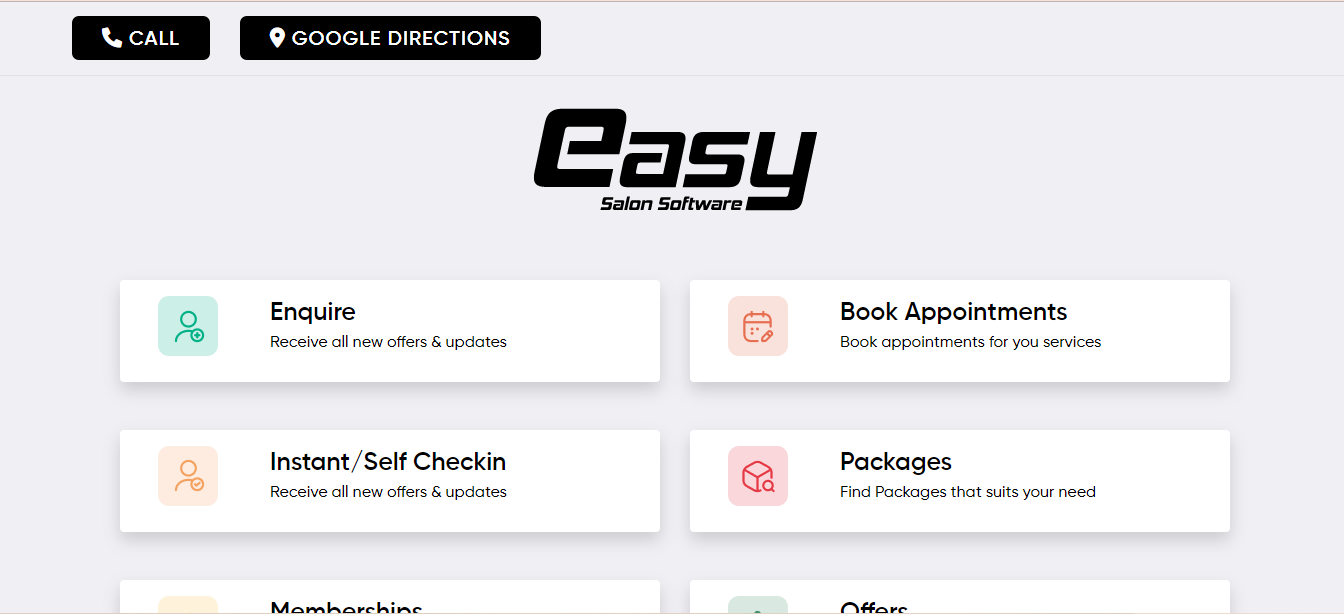 CALL
GOOGLE DIRECTIONS
easy
Salon Software
Enquire
Receive all new offers & updates
Book Appointments
Book appointments for you services
Instant/Self Checkin
Receive all new offers & updates
Packages
Find Packages that suits your need
Memberships
Offers